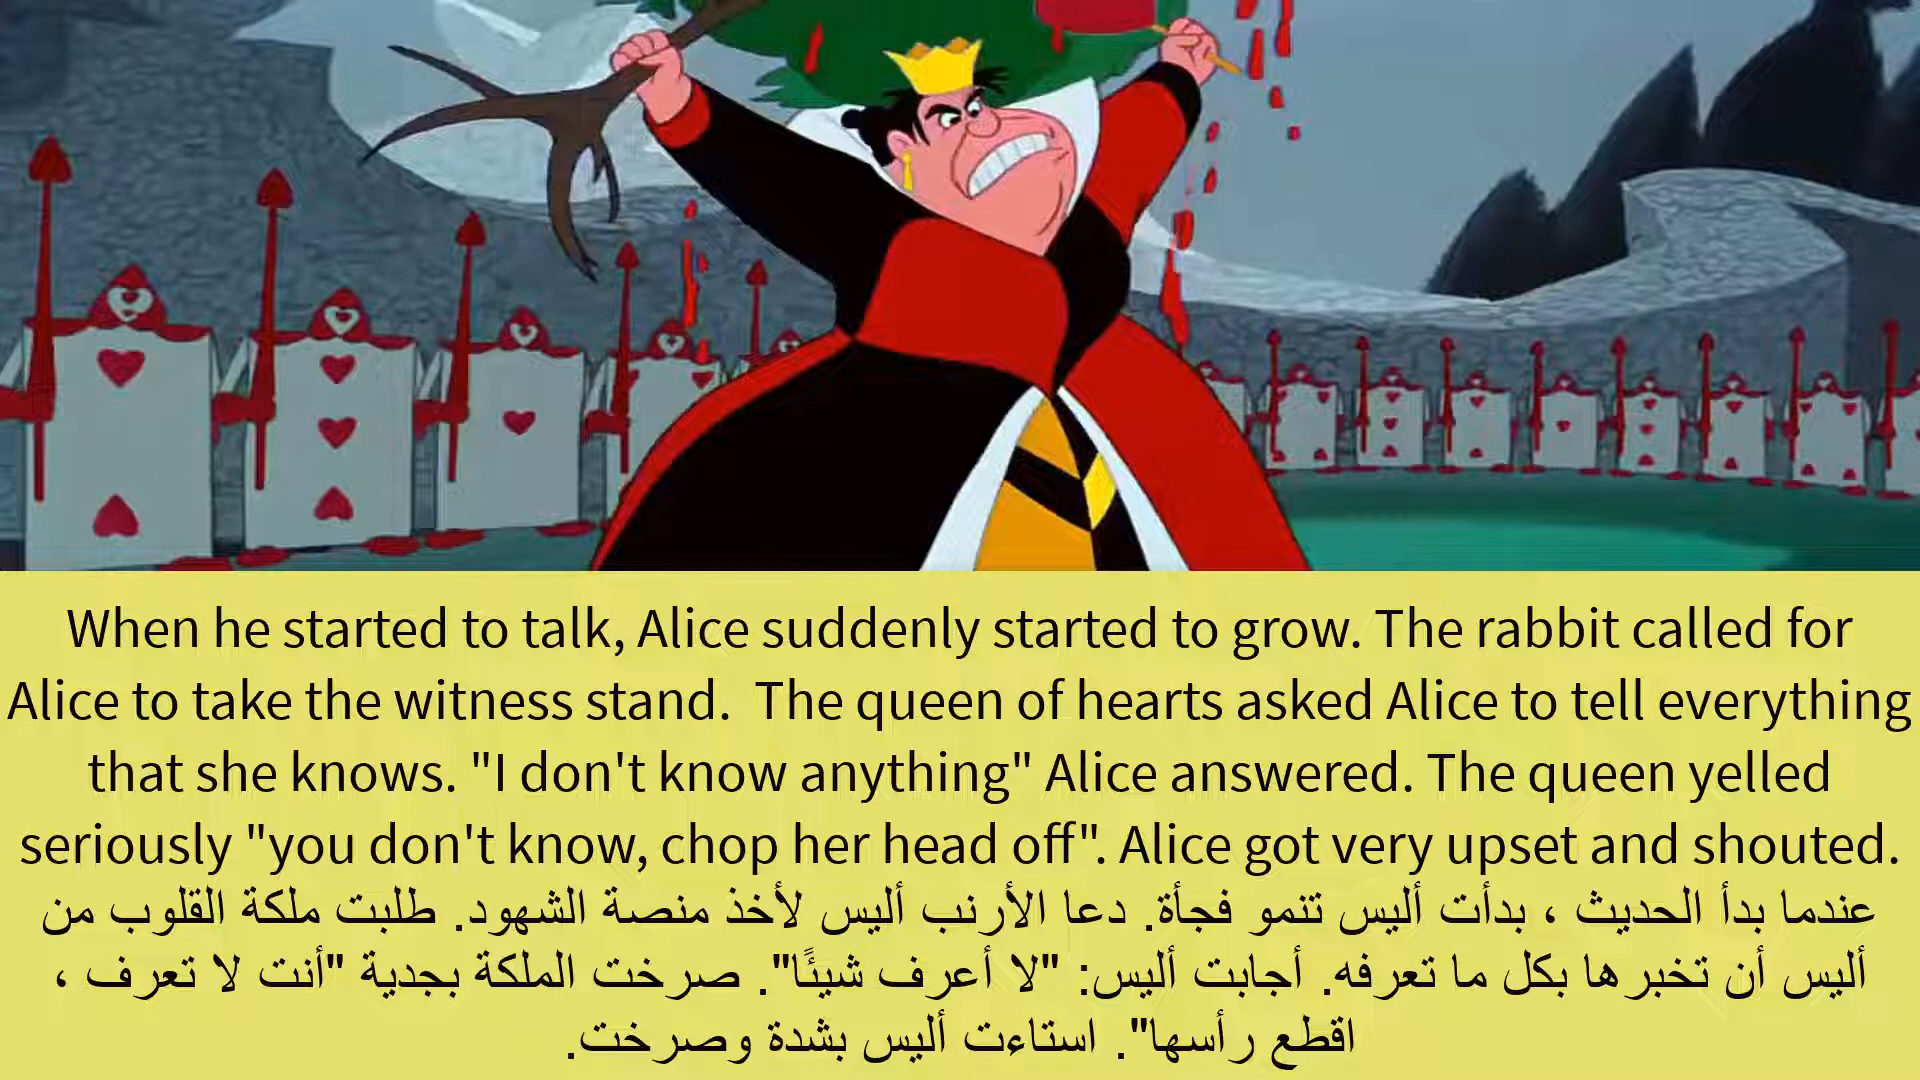 When he started to talk, Alice suddenly started to grow. The rabbit called for
Alice to take the witness stand.  The queen of hearts asked Alice to tell everything
that she knows. "I don't know anything" Alice answered. The queen yelled
seriously "you don't know, chop her head off". Alice got very upset and shouted.
عندما بدأ الحديث ، بدأت أليس تنمو فجأة. دعا الأرنب أليس لأخذ منصة الشهود. طلبت ملكة القلوب من
أليس أن تخبرها بكل ما تعرفه. أجابت أليس: "لا أعرف شيئًا". صرخت الملكة بجدية "أنت لا تعرف ،
اقطع رأسها". استاءت أليس بشدة وصرخت.